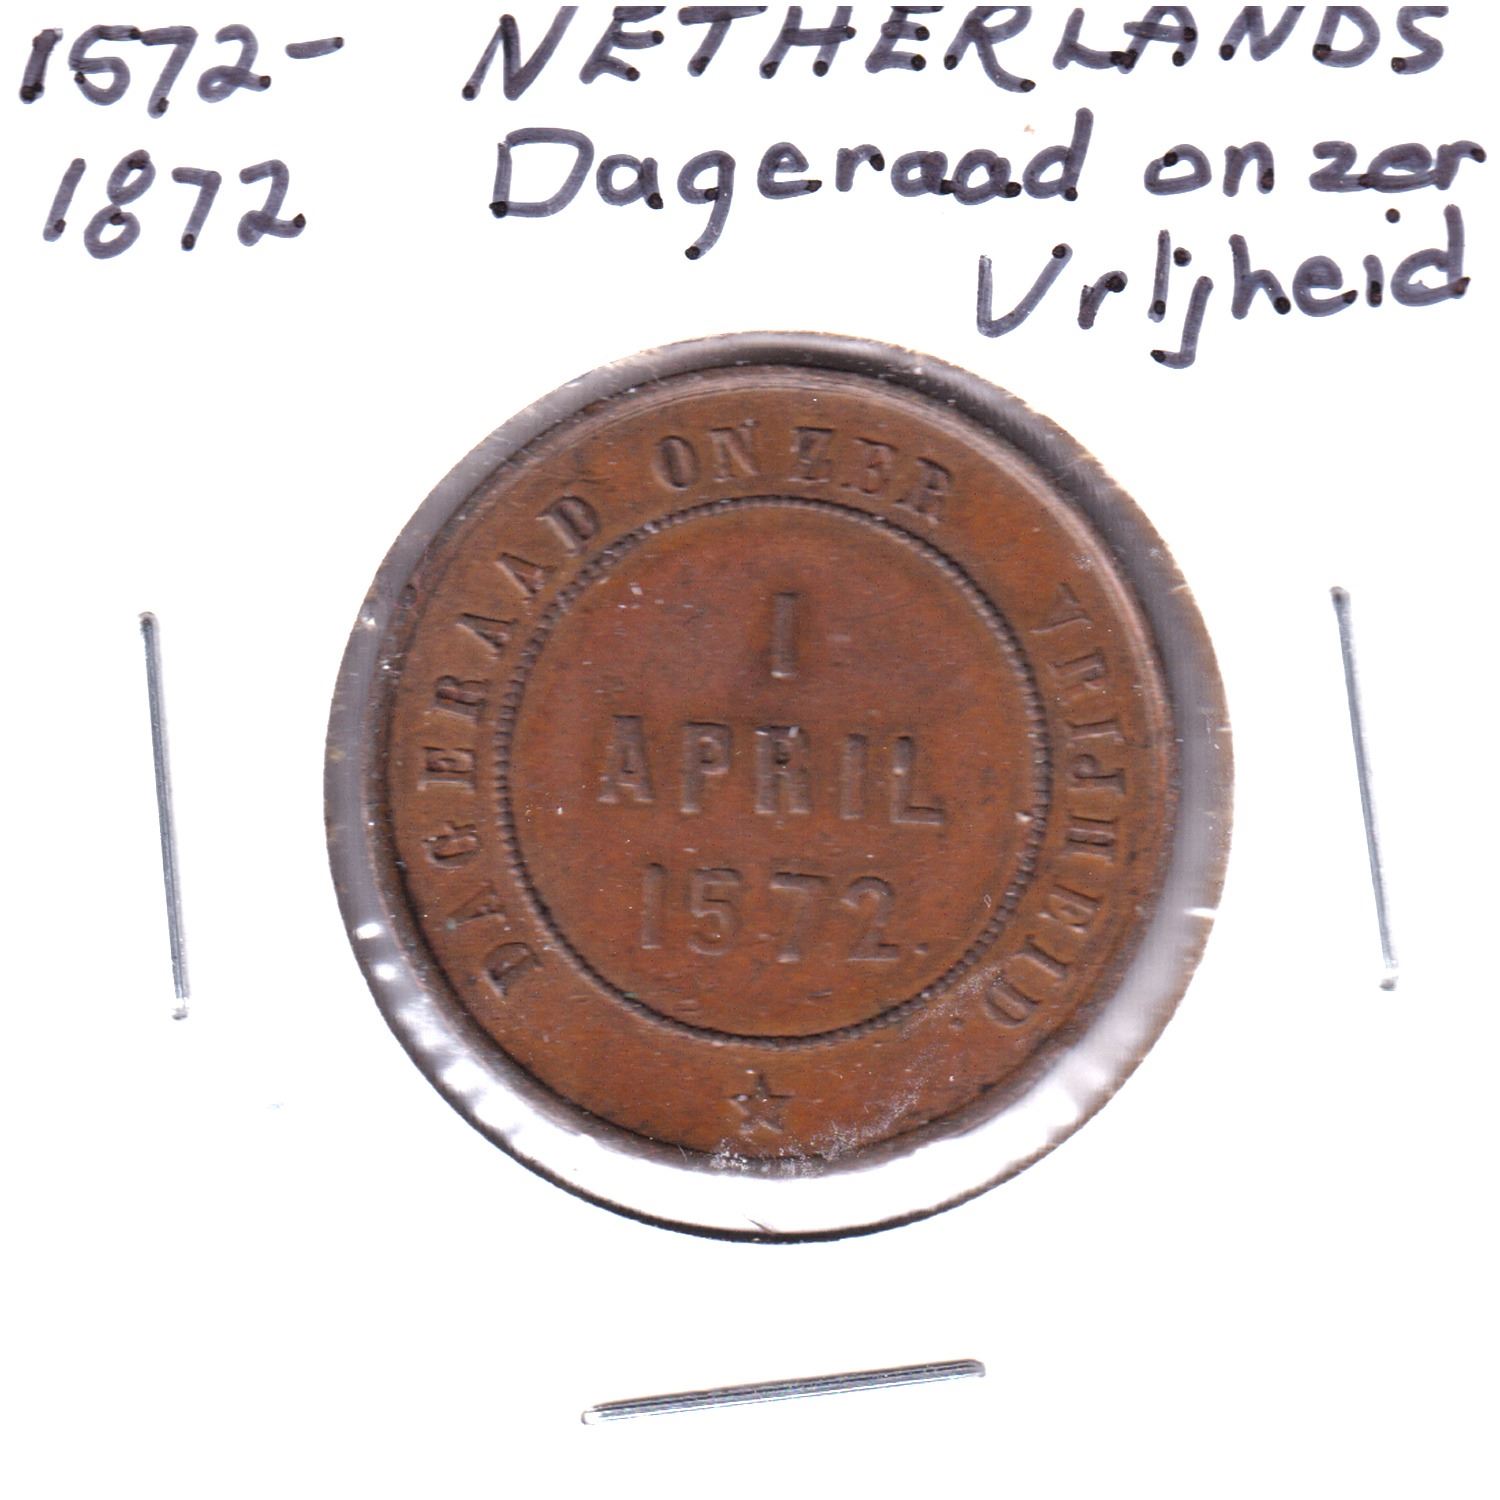 1572- NETHERLANDS
1872 Dageraad onzer
Vrijheid
DAGERAAD ONZER VRIJHEID.
1
APRIL
1572.